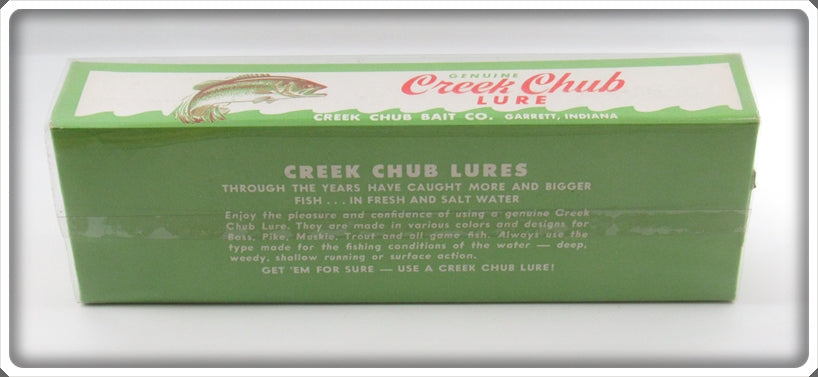 GENUINE
Creek Chub
LURE
CREEK CHUB BAIT CO. GARRETT, INDIANA
CREEK CHUB LURES
THROUGH THE YEARS HAVE CAUGHT MORE AND BIGGER
FISH . . . IN FRESH AND SALT WATER
Enjoy the pleasure and confidence of using a genuine Creek
Chub Lure. They are made in various colors and designs for
Bass, Pike, Muskie, Trout and all game fish. Always use the
type made for the fishing conditions of the water — deep,
weedy, shallow running or surface action.
GET 'EM FOR SURE — USE A CREEK CHUB LURE!